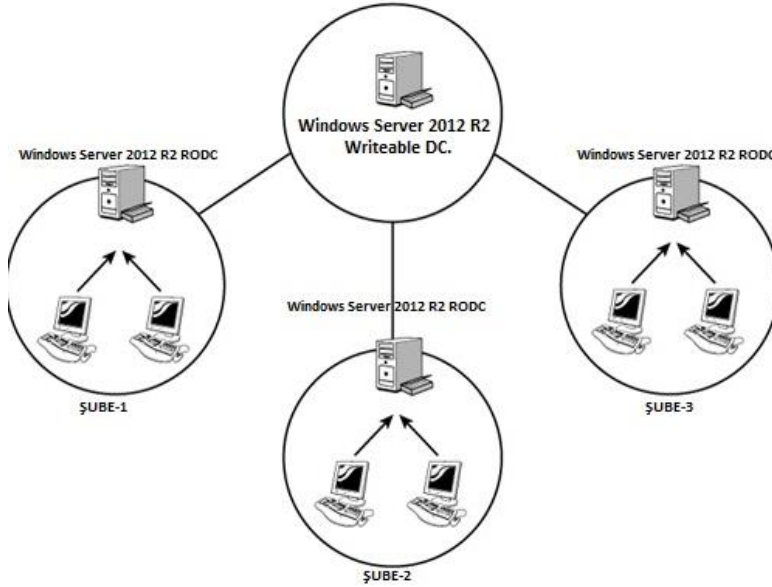 Windows Server 2012 R2
Writeable DC.
Windows Server 2012 R2 RODC
Windows Server 2012 R2 RODC
Windows Server 2012 R2 RODC
ŞUBE-1
ŞUBE-3
ŞUBE-2